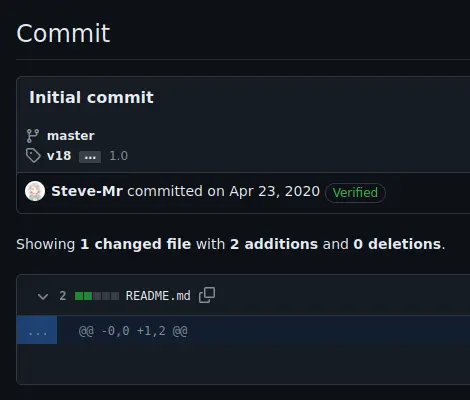 Commit
Initial commit
master
v18 ... 1.0
Steve-Mr committed on Apr 23, 2020 Verified
Showing 1 changed file with 2 additions and 0 deletions.
2 README.md
... @@ -0,0 +1,2 @@